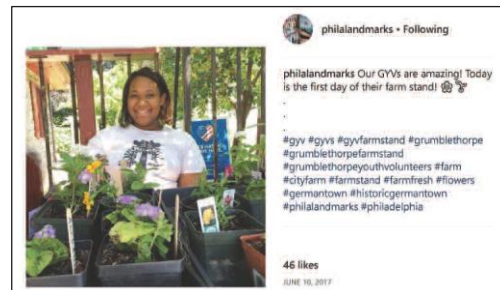 philalandmarks • Following
philalandmarks Our GYVs are amazing! Today
is the first day of their farm stand!
.
.
.
#gyv #gyvs #gyvfarmstand #grumblethorpe
#grumblethorpefarmstand
#grumblethorpeyouthvolunteers #farm
#cityfarm #farmstand #farmfresh #flowers
#germantown #historicgermantown
#philalandmarks #philadelphia
46 likes
JUNE 10, 2017